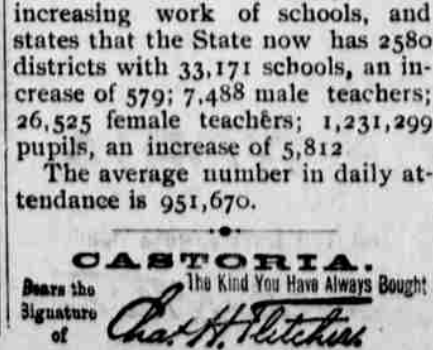 increasing work of schools, and
states that the State now has 2580
districts with 33,171 schools, an in-
crease of 579; 7,488 male teachers;
26,525 female teachers; 1,231,299
pupils, an increase of 5,812
The average number in daily at-
tendance is 951,670.
CASTORIA.
Bears the The Kind You Have Always Bought
Signature
of Chas. H. Fletcher.